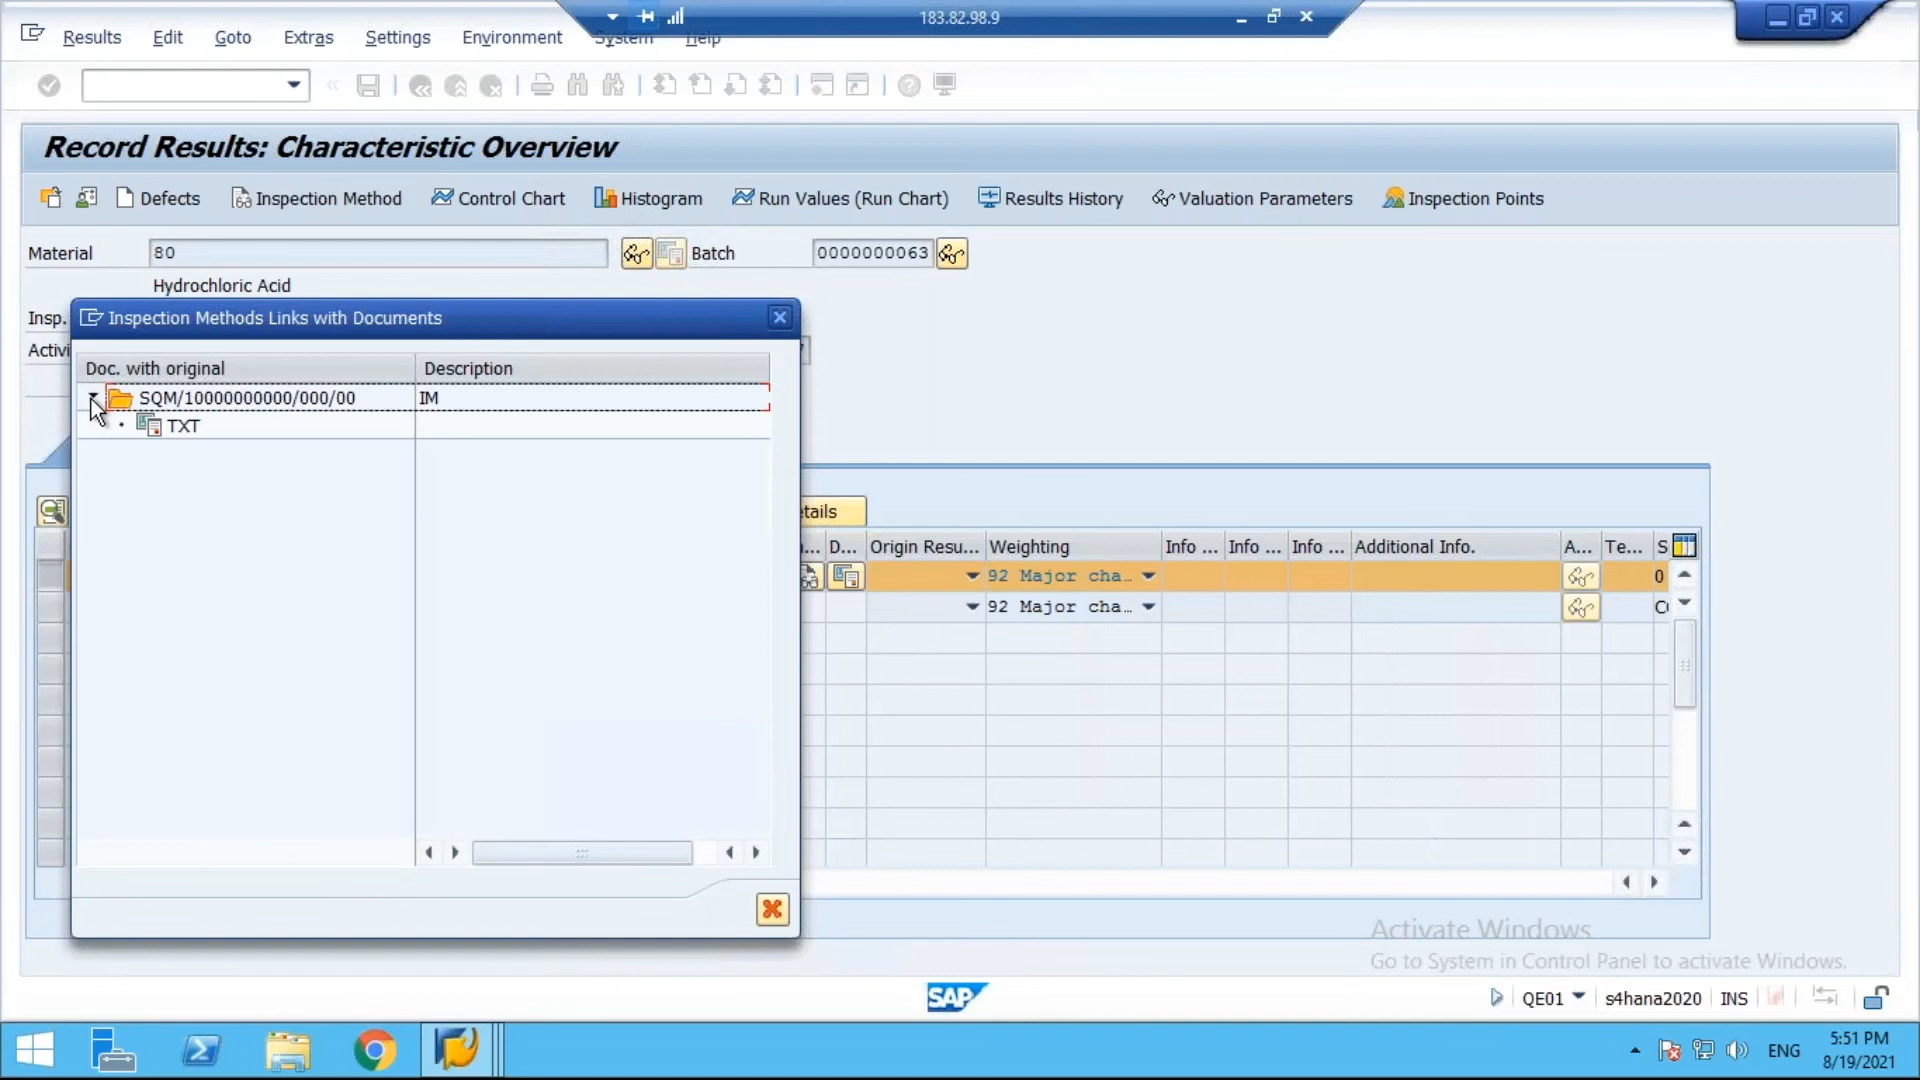 183.82.98.9
Results Edit Goto Extras Settings Environment System Help
Record Results: Characteristic Overview
Defects Inspection Method Control Chart Histogram Run Values (Run Chart) Results History Valuation Parameters Inspection Points
Material 80 Batch 0000000063
Hydrochloric Acid
Insp.
Inspection Methods Links with Documents
Doc. with original Description
SQM/10000000000/000/00 IM
TXT
D... Origin Resu... Weighting Info ... Info ... Info ... Additional Info. A... Te... S
92 Major cha... 0
92 Major cha...
Activate Windows
Go to System in Control Panel to activate Windows.
SAP
QE01 s4hana2020 INS
ENG
5:51 PM
8/19/2021